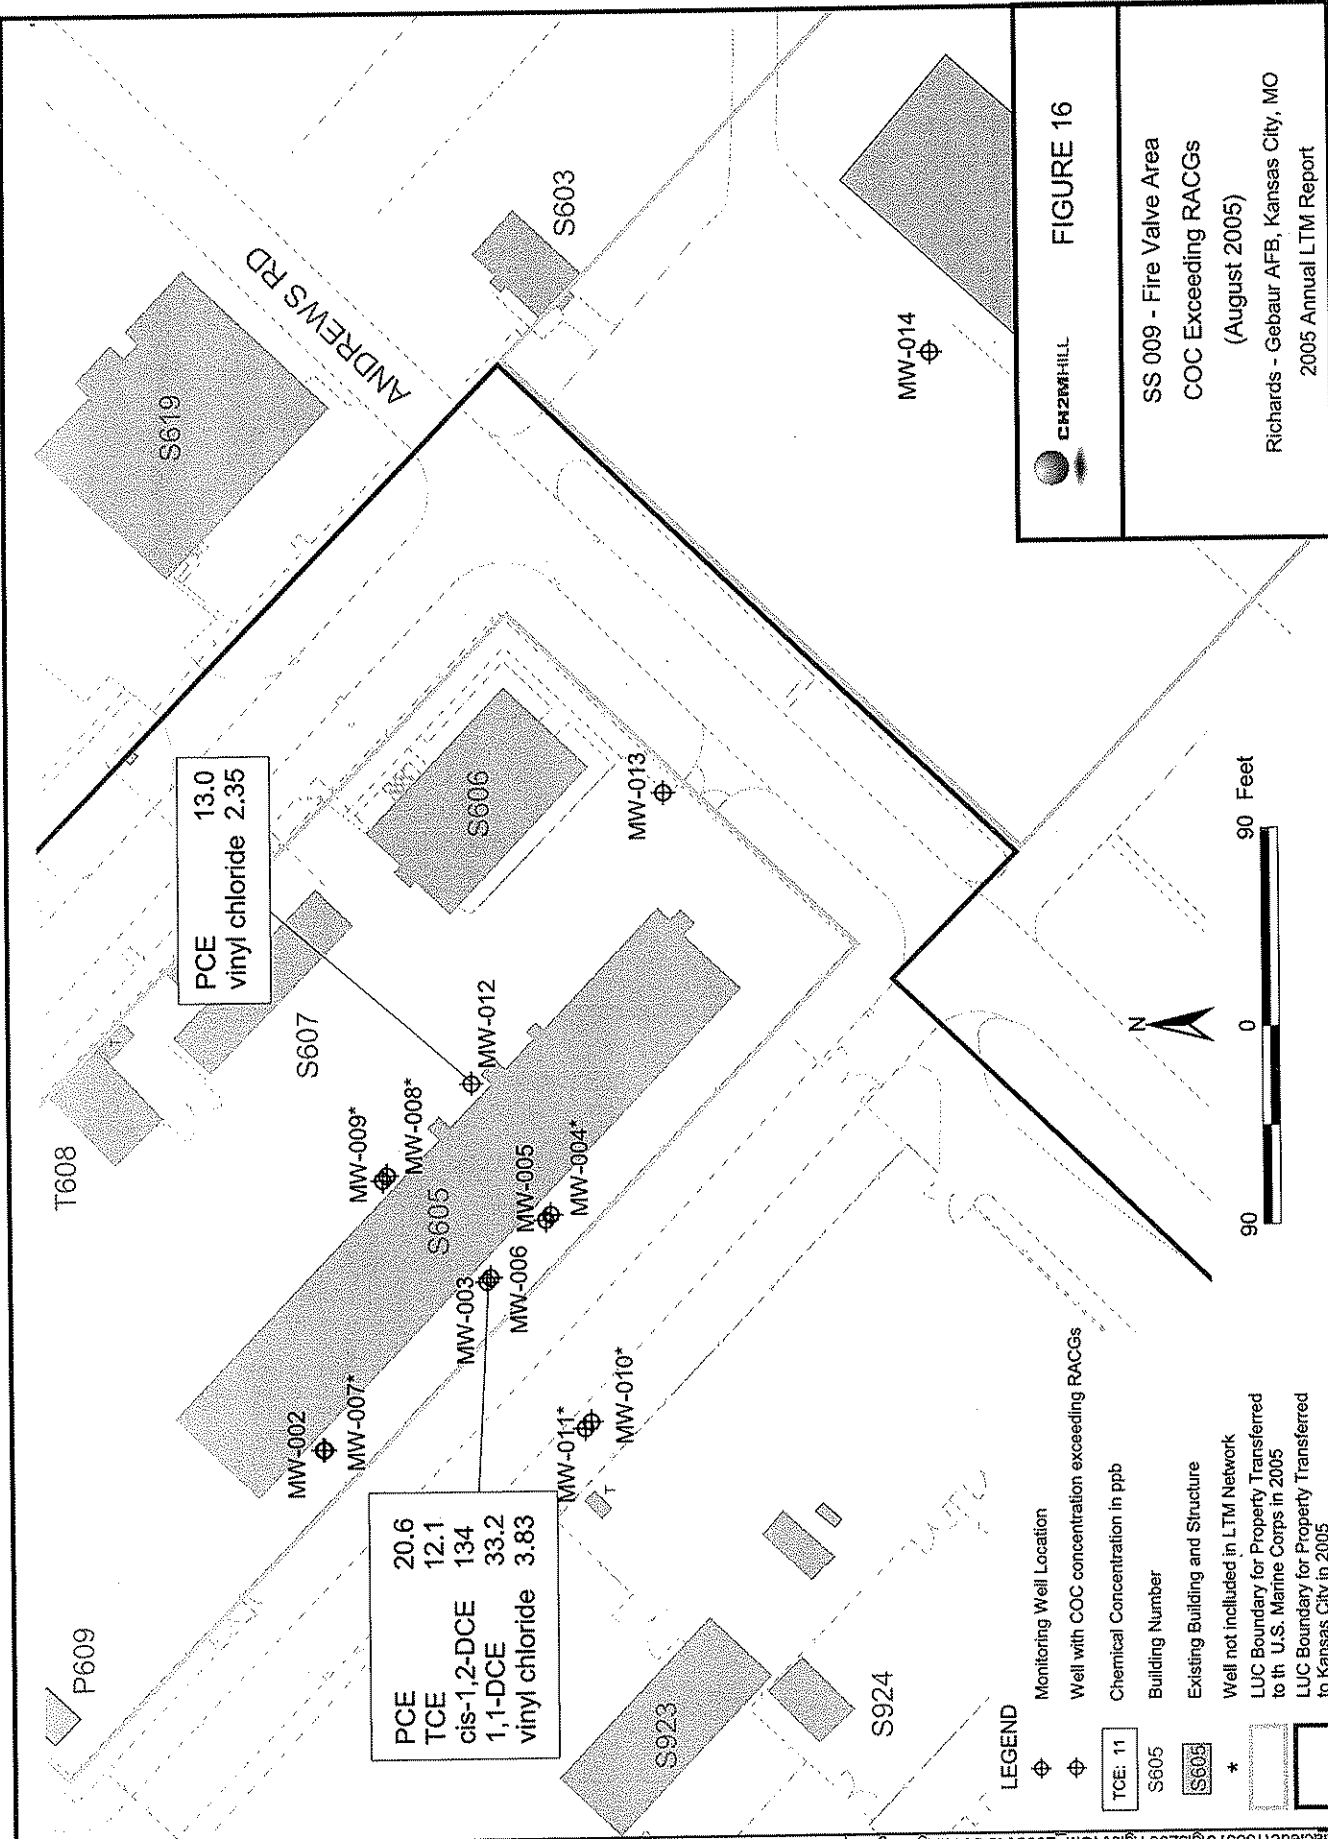 P609
T608
S619
ANDREWS RD
S607
S603
PCE 13.0
vinyl chloride 2.35
S606
MW-009*
MW-008*
MW-012
MW-002
MW-007*
S605
MW-003
MW-006
MW-005
MW-004*
MW-013
MW-014
PCE 20.6
TCE 12.1
cis-1,2-DCE 134
1,1-DCE 33.2
vinyl chloride 3.83
MW-011*
MW-010*
T
S923
S924
N
90 0 90 Feet
LEGEND
Monitoring Well Location
Well with COC concentration exceeding RACGs
TCE: 11 Chemical Concentration in ppb
S605 Building Number
S605 Existing Building and Structure
* Well not included in LTM Network
LUC Boundary for Property Transferred
to th U.S. Marine Corps in 2005
LUC Boundary for Property Transferred
to Kansas City in 2005
CH2MHILL
FIGURE 16
SS 009 - Fire Valve Area
COC Exceeding RACGs
(August 2005)
Richards - Gebaur AFB, Kansas City, MO
2005 Annual LTM Report